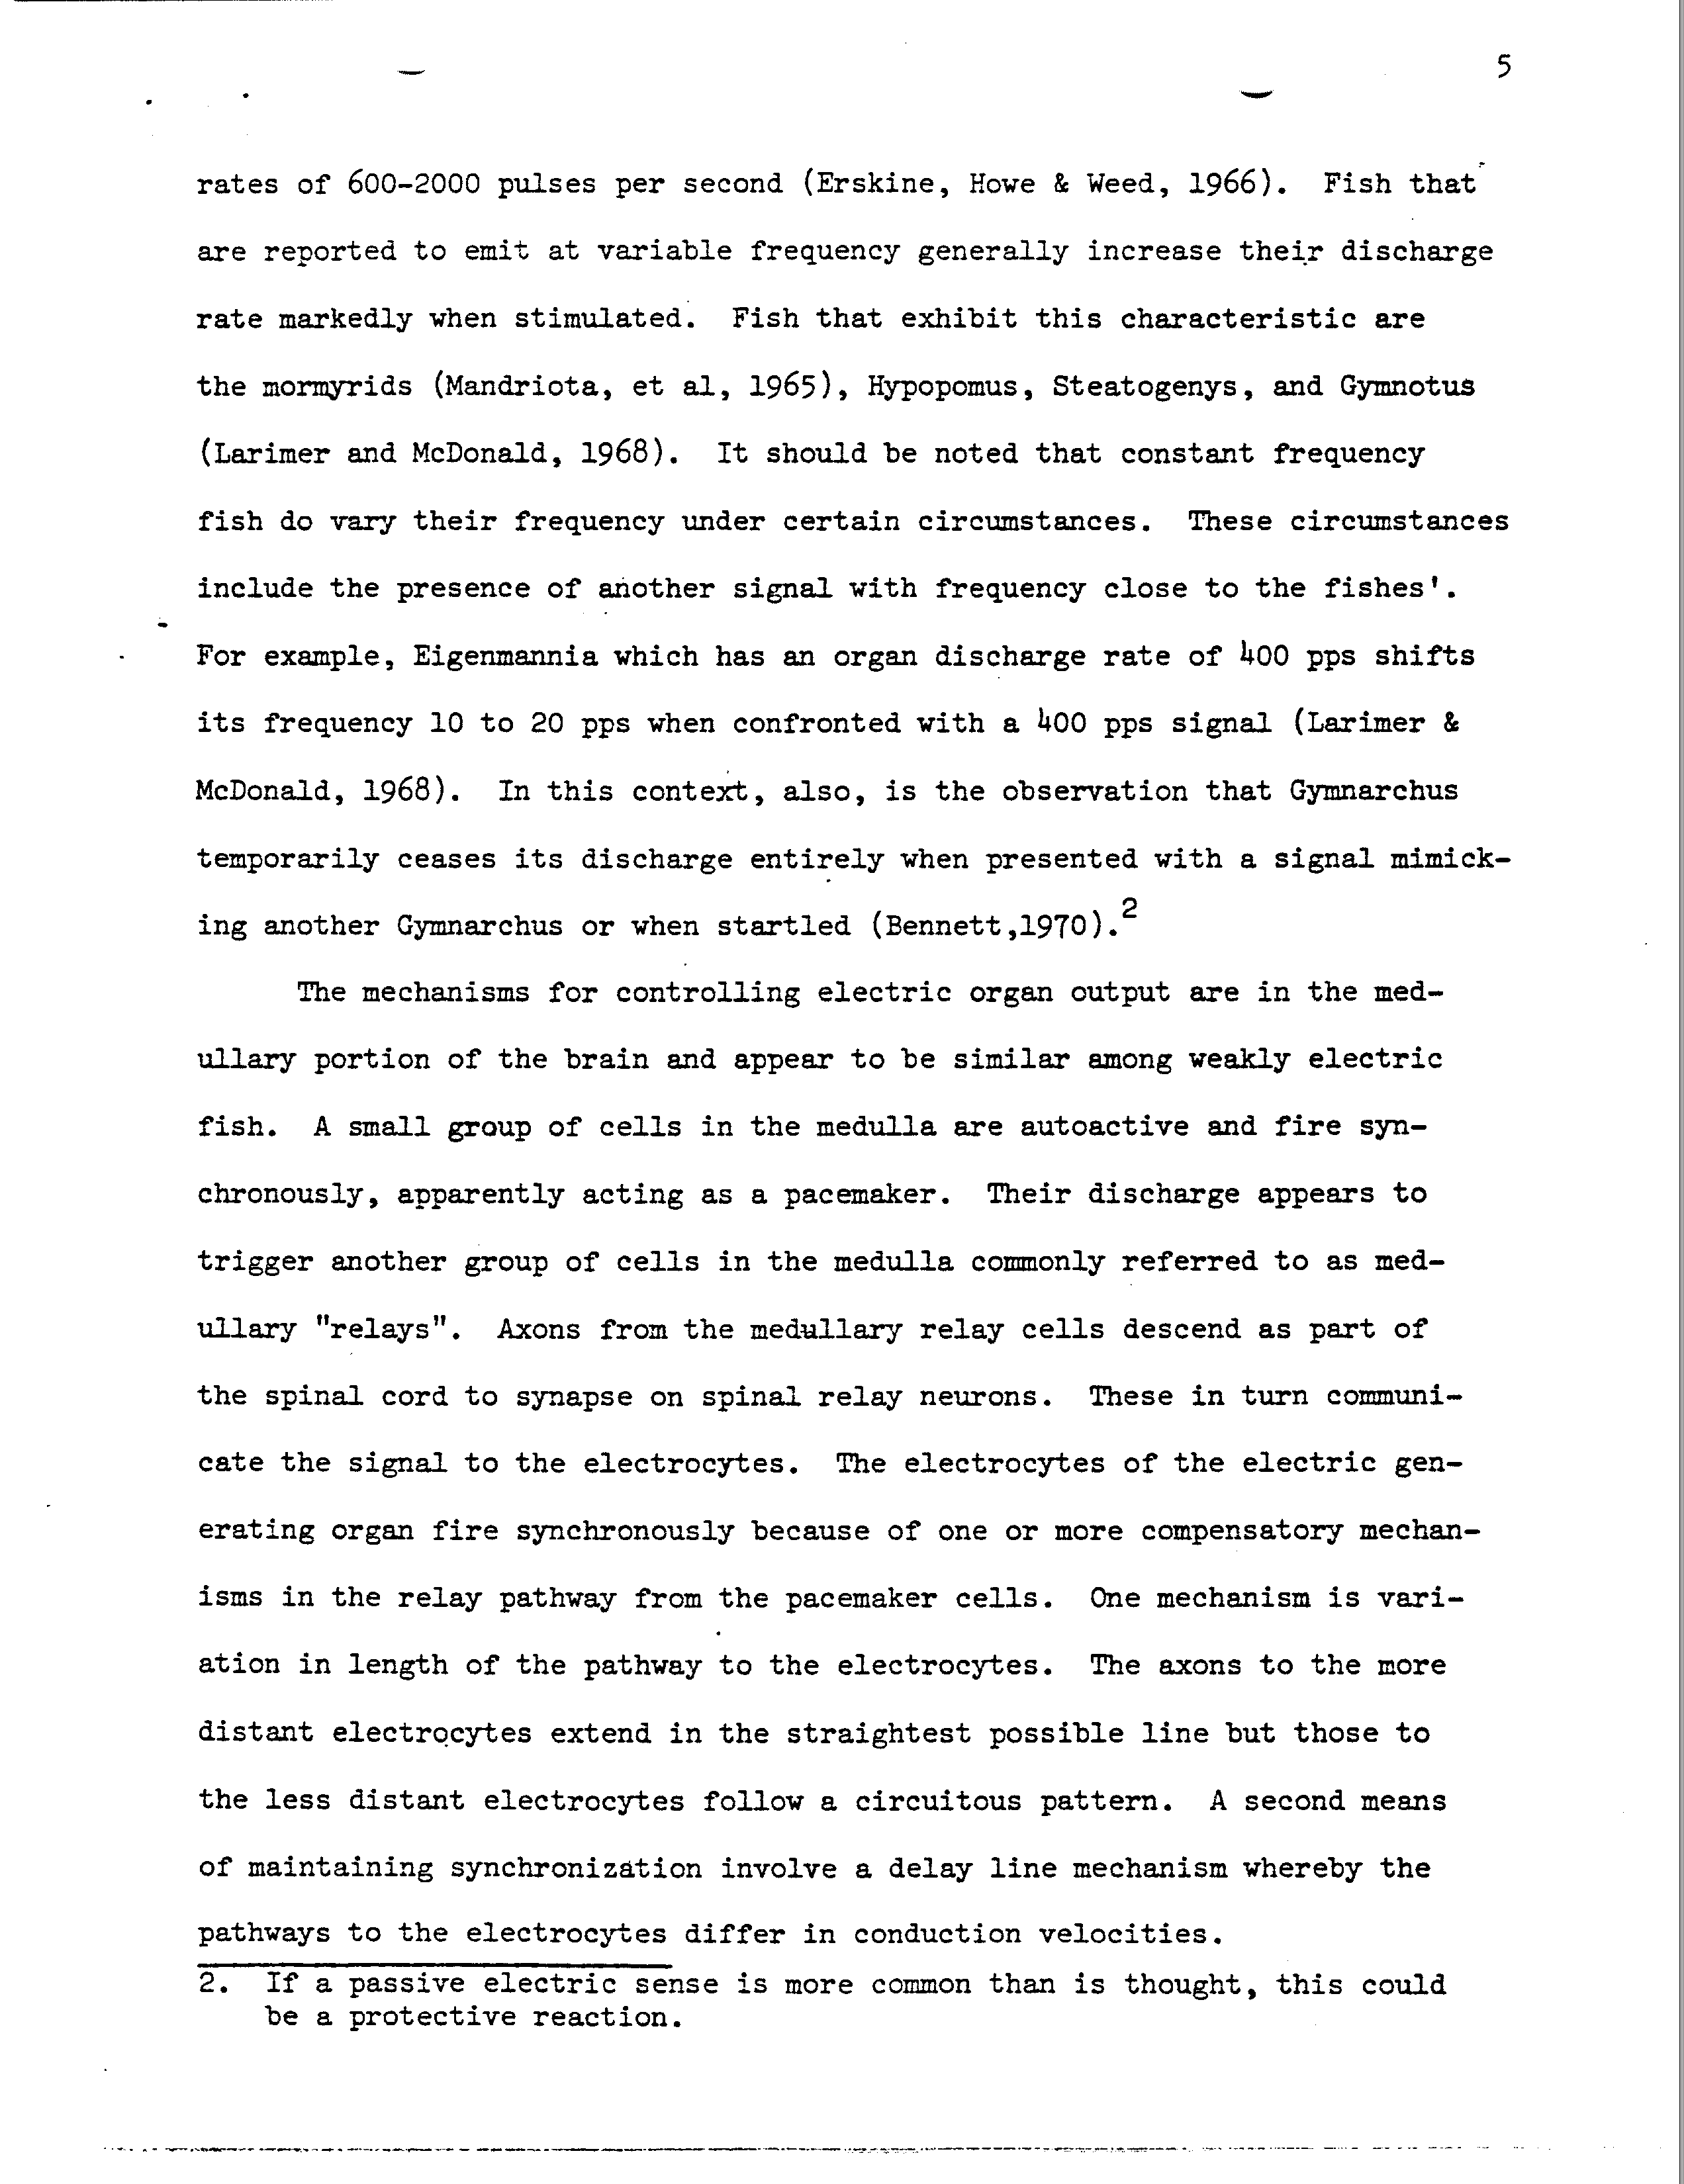 5
rates of 600-2000 pulses per second (Erskine, Howe & Weed, 1966). Fish that
are reported to emit at variable frequency generally increase their discharge
rate markedly when stimulated. Fish that exhibit this characteristic are
the mormyrids (Mandriota, et al, 1965), Hypopomus, Steatogenys, and Gymnotus
(Larimer and McDonald, 1968). It should be noted that constant frequency
fish do vary their frequency under certain circumstances. These circumstances
include the presence of another signal with frequency close to the fishes'.
For example, Eigenmannia which has an organ discharge rate of 400 pps shifts
its frequency 10 to 20 pps when confronted with a 400 pps signal (Larimer &
McDonald, 1968). In this context, also, is the observation that Gymnarchus
temporarily ceases its discharge entirely when presented with a signal mimick-
ing another Gymnarchus or when startled (Bennett,1970).2
The mechanisms for controlling electric organ output are in the med-
ullary portion of the brain and appear to be similar among weakly electric
fish. A small group of cells in the medulla are autoactive and fire syn-
chronously, apparently acting as a pacemaker. Their discharge appears to
trigger another group of cells in the medulla commonly referred to as med-
ullary "relays". Axons from the medullary relay cells descend as part of
the spinal cord to synapse on spinal relay neurons. These in turn communi-
cate the signal to the electrocytes. The electrocytes of the electric gen-
erating organ fire synchronously because of one or more compensatory mechan-
isms in the relay pathway from the pacemaker cells. One mechanism is vari-
ation in length of the pathway to the electrocytes. The axons to the more
distant electrocytes extend in the straightest possible line but those to
the less distant electrocytes follow a circuitous pattern. A second means
of maintaining synchronization involve a delay line mechanism whereby the
pathways to the electrocytes differ in conduction velocities.
2. If a passive electric sense is more common than is thought, this could
be a protective reaction.